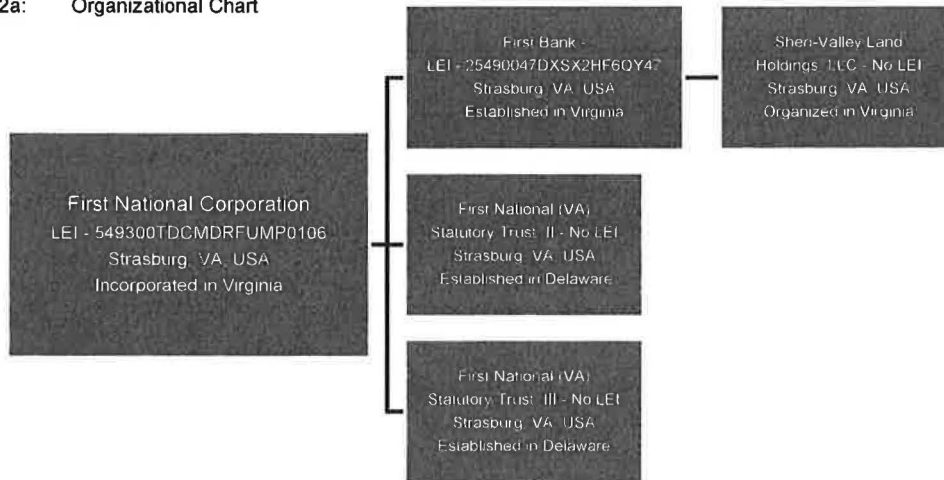 2a: Organizational Chart
First Bank -
LEI - 25490047DXSX2HF6QY47
Strasburg, VA, USA
Established in Virginia
Shen-Valley Land
Holdings, LLC - No LEI
Strasburg, VA, USA
Organized in Virginia
First National Corporation
LEI - 549300TDCMDRFUMP0106
Strasburg, VA, USA
Incorporated in Virginia
First National (VA)
Statutory Trust II - No LEI
Strasburg, VA, USA
Established in Delaware
First National (VA)
Statutory Trust III - No LEI
Strasburg, VA, USA
Established in Delaware